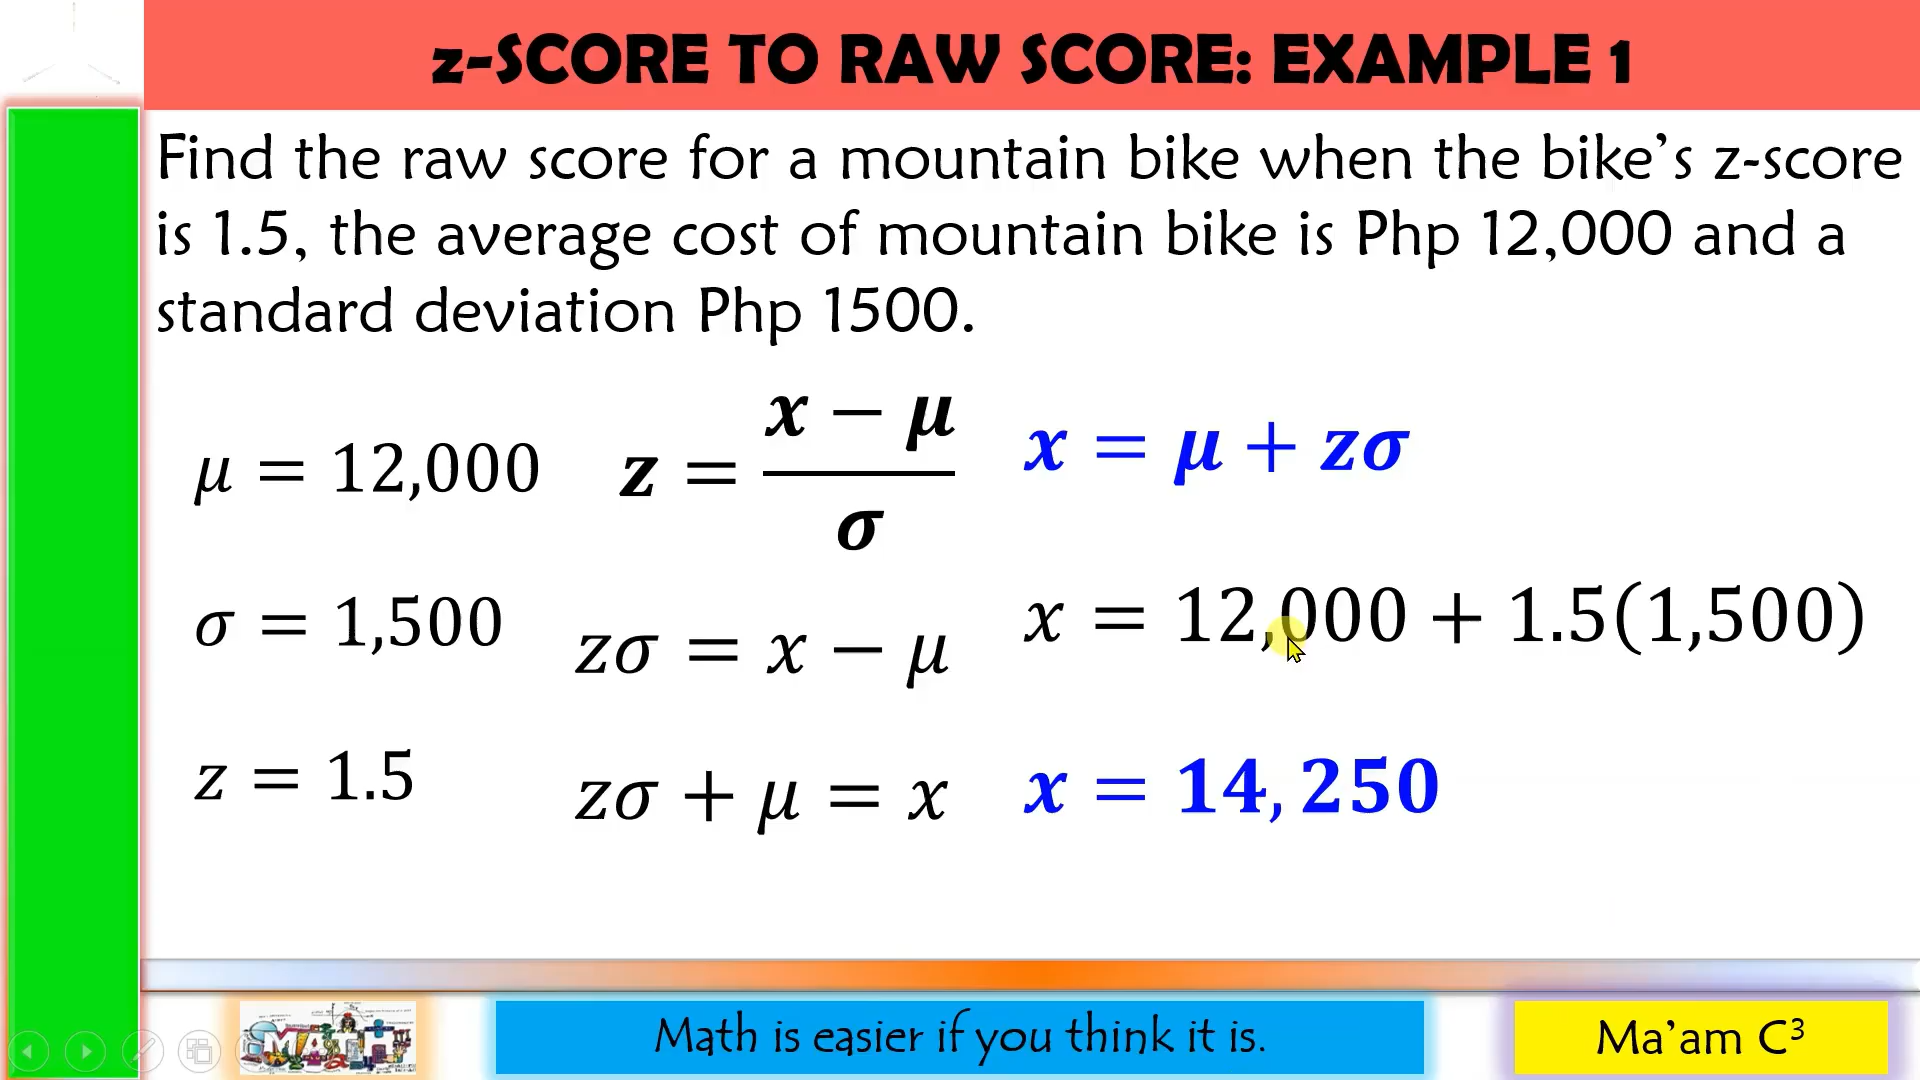 z-SCORE TO RAW SCORE: EXAMPLE 1
Find the raw score for a mountain bike when the bike's z-score
is 1.5, the average cost of mountain bike is Php 12,000 and a
standard deviation Php 1500.
μ = 12,000
σ = 1,500
z = 1.5
z = (x − μ)/σ
zσ = x − μ
zσ + μ = x
x = μ + zσ
x = 12,000 + 1.5(1,500)
x = 14,250
MATH
Math is easier if you think it is.
Ma'am C³